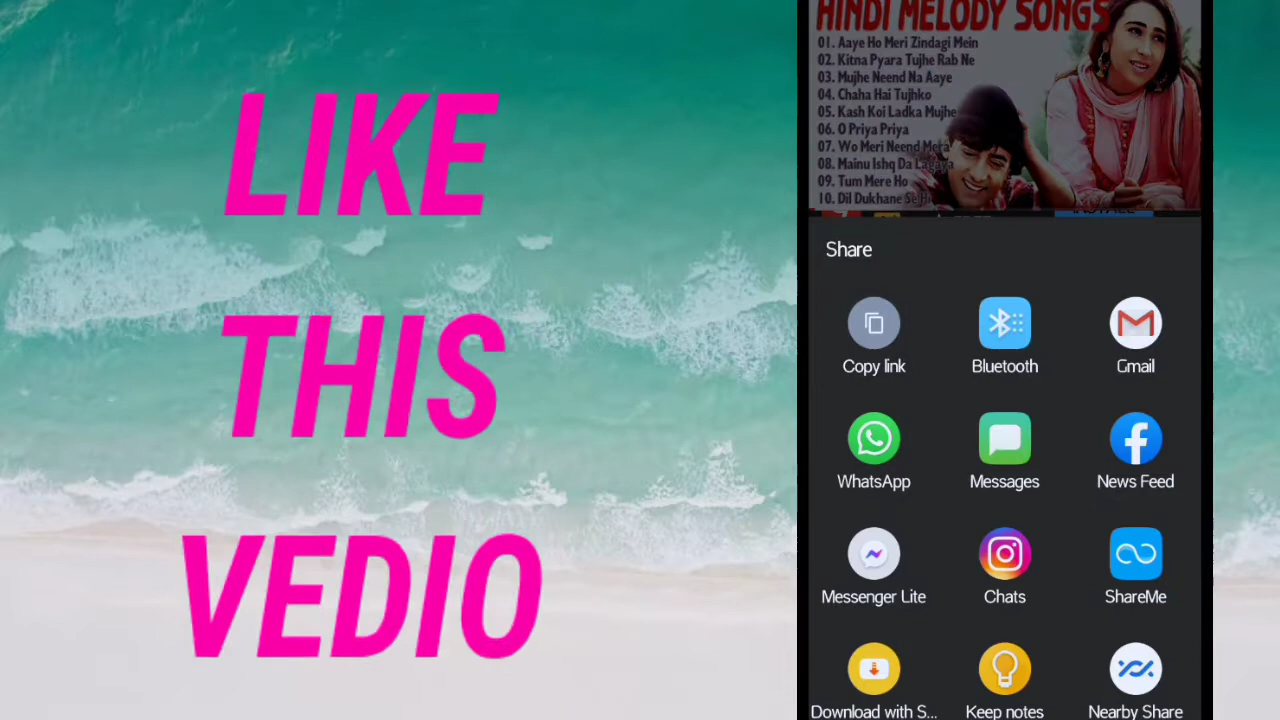 LIKE
THIS
VEDIO
HINDI MELODY SONGS
01. Aaye Ho Meri Zindagi Mein
02. Kitna Pyara Tujhe Rab Ne
03. Mujhe Neend Na Aaye
04. Chaha Hai Tujhko
05. Kash Koi Ladka Mujhe
06. O Priya Priya
07. Wo Meri Neend Mera
08. Mainu Ishq Da Lagaya
09. Tum Mere Ho
10. Dil Dukhane Se H
INSTALL
Share
Copy link Bluetooth Gmail
WhatsApp Messages News Feed
Messenger Lite Chats ShareMe
Download with S... Keep notes Nearby Share